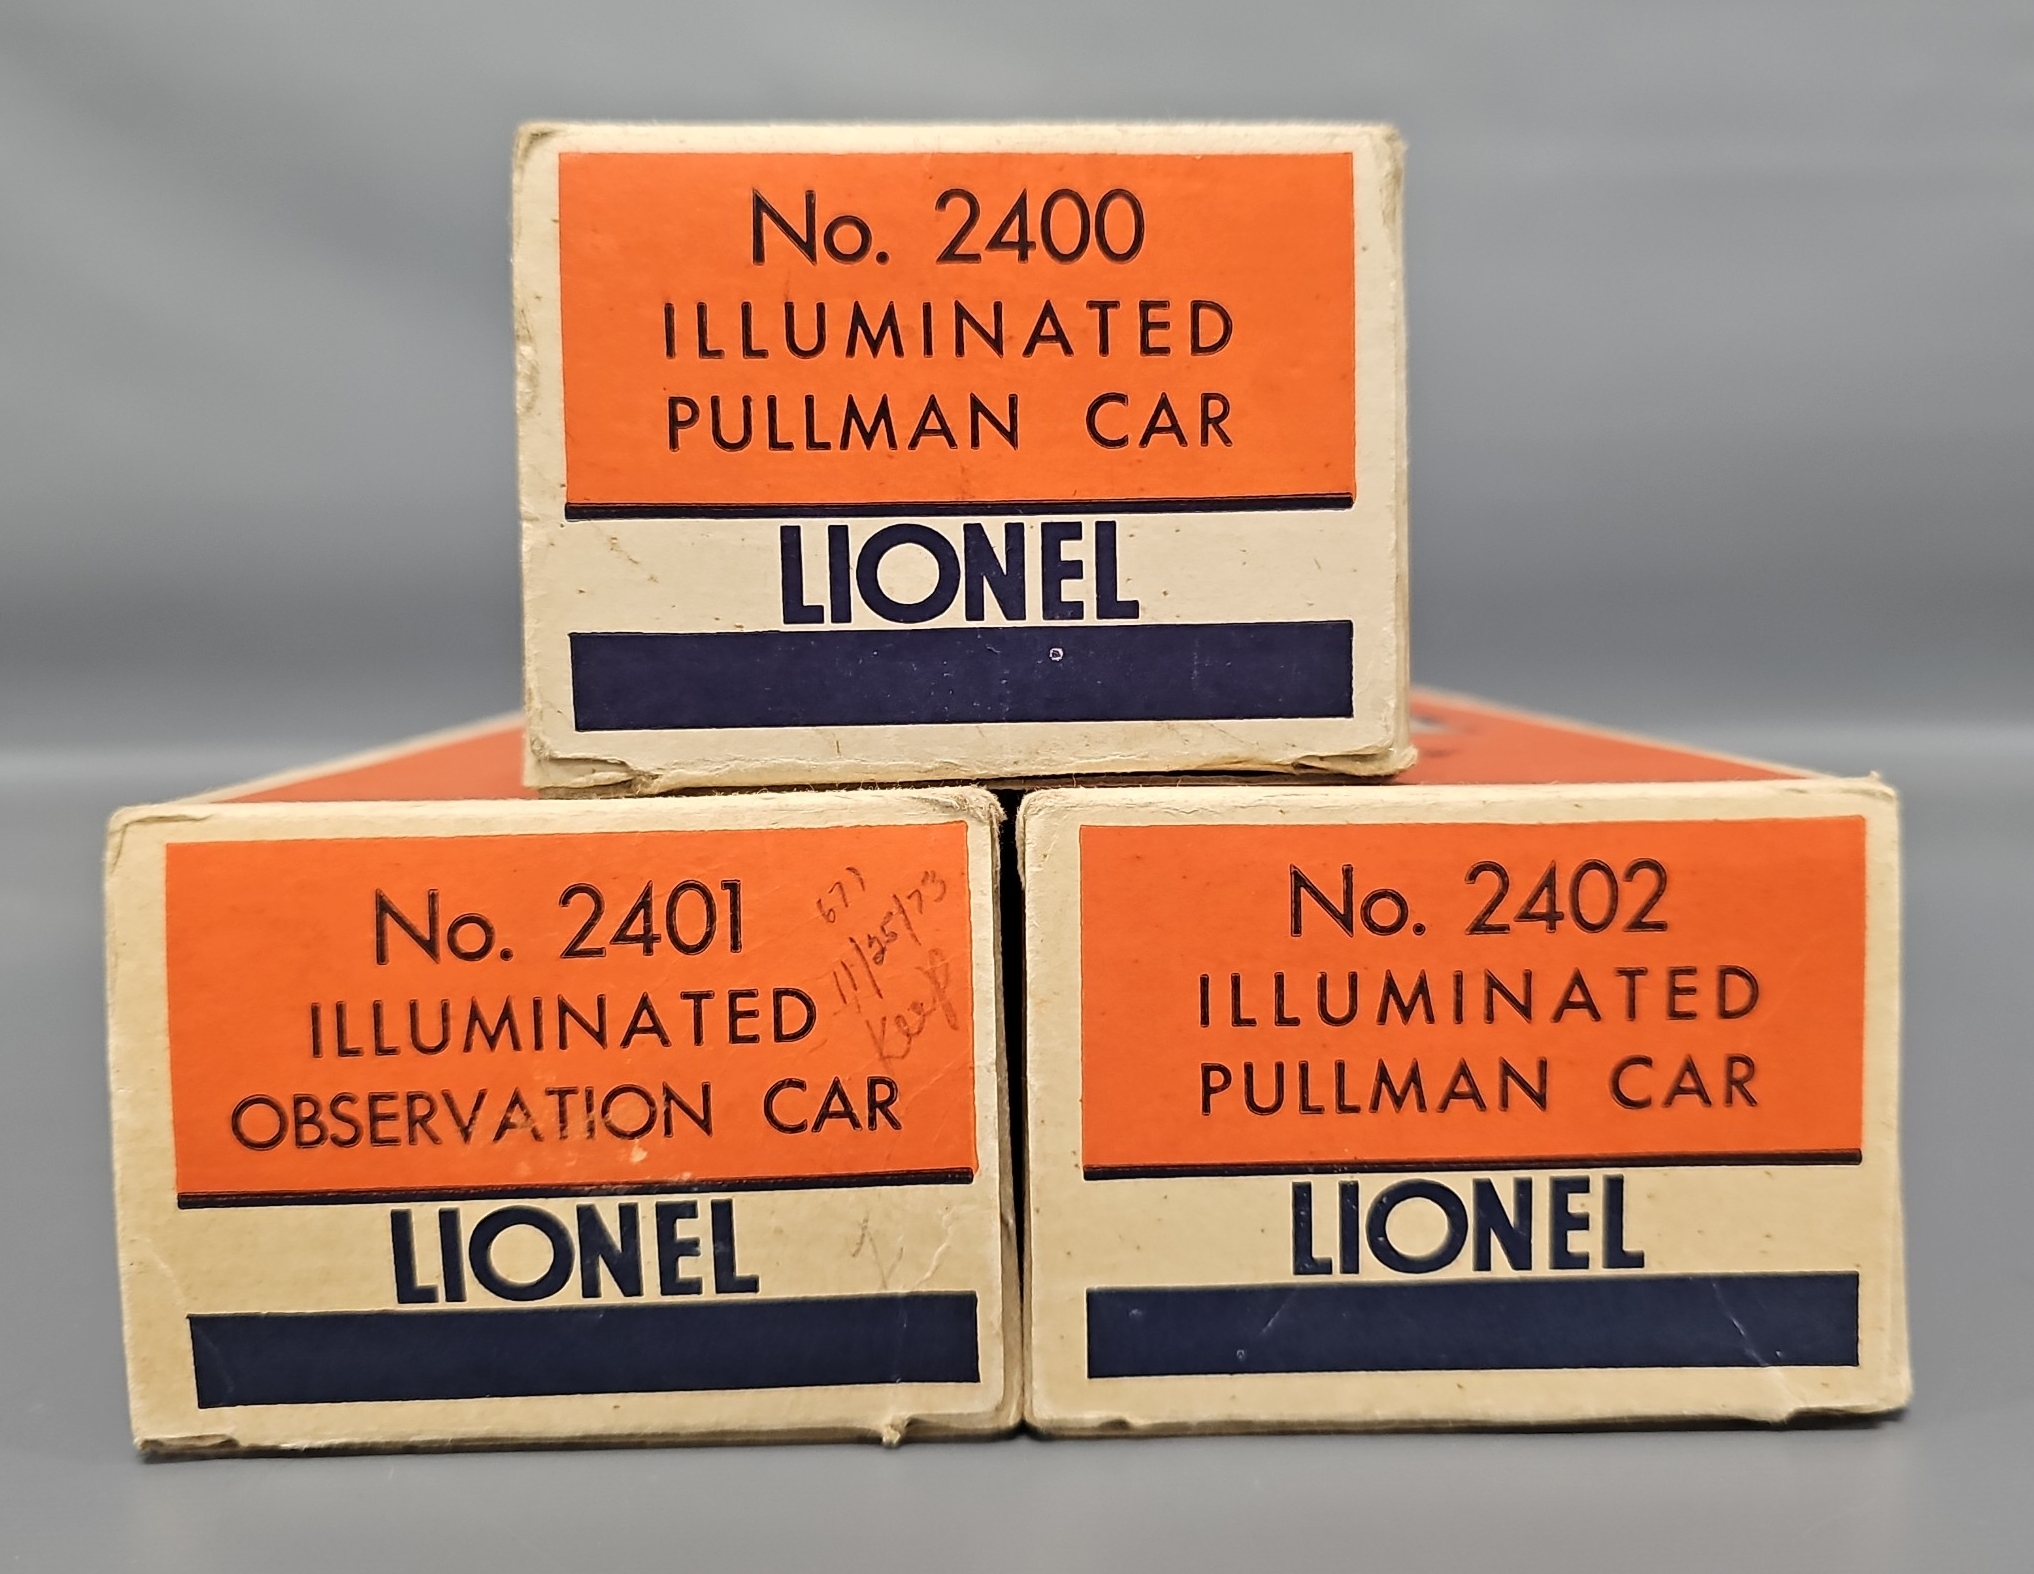 No. 2400
ILLUMINATED
PULLMAN CAR
LIONEL
No. 2401
ILLUMINATED
OBSERVATION CAR
LIONEL
671
11/25/73
Keep
No. 2402
ILLUMINATED
PULLMAN CAR
LIONEL